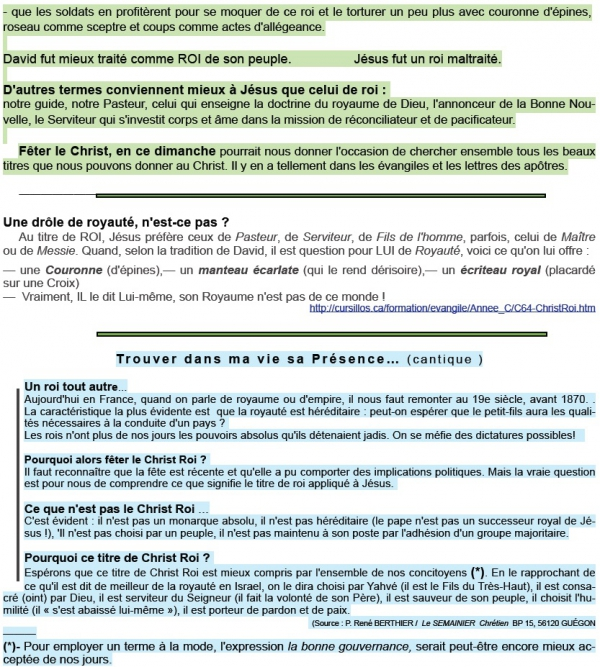 - que les soldats en profitèrent pour se moquer de ce roi et le torturer un peu plus avec couronne d'épines,
roseau comme sceptre et coups comme actes d'allégeance.
David fut mieux traité comme ROI de son peuple. Jésus fut un roi maltraité.
D'autres termes conviennent mieux à Jésus que celui de roi :
notre guide, notre Pasteur, celui qui enseigne la doctrine du royaume de Dieu, l'annonceur de la Bonne Nou-
velle, le Serviteur qui s'investit corps et âme dans la mission de réconciliateur et de pacificateur.
Fêter le Christ, en ce dimanche pourrait nous donner l'occasion de chercher ensemble tous les beaux
titres que nous pouvons donner au Christ. Il y en a tellement dans les évangiles et les lettres des apôtres.
Une drôle de royauté, n'est-ce pas ?
Au titre de ROI, Jésus préfère ceux de Pasteur, de Serviteur, de Fils de l'homme, parfois, celui de Maître
ou de Messie. Quand, selon la tradition de David, il est question pour LUI de Royauté, voici ce qu'on lui offre :
— une Couronne (d'épines),— un manteau écarlate (qui le rend dérisoire),— un écriteau royal (placardé
sur une Croix)
— Vraiment, IL le dit Lui-même, son Royaume n'est pas de ce monde !
http://cursillos.ca/formation/evangile/Annee_C/C64-ChristRoi.htm
Trouver dans ma vie sa Présence… (cantique )
Un roi tout autre...
Aujourd'hui en France, quand on parle de royaume ou d'empire, il nous faut remonter au 19e siècle, avant 1870. .
La caractéristique la plus évidente est que la royauté est héréditaire : peut-on espérer que le petit-fils aura les quali-
tés nécessaires à la conduite d'un pays ?
Les rois n'ont plus de nos jours les pouvoirs absolus qu'ils détenaient jadis. On se méfie des dictatures possibles!
Pourquoi alors fêter le Christ Roi ?
Il faut reconnaître que la fête est récente et qu'elle a pu comporter des implications politiques. Mais la vraie question
est pour nous de comprendre ce que signifie le titre de roi appliqué à Jésus.
Ce que n'est pas le Christ Roi ...
C'est évident : il n'est pas un monarque absolu, il n'est pas héréditaire (le pape n'est pas un successeur royal de Jé-
sus !), 'Il n'est pas choisi par un peuple, il n'est pas maintenu à son poste par l'adhésion d'un groupe majoritaire.
Pourquoi ce titre de Christ Roi ?
Espérons que ce titre de Christ Roi est mieux compris par l'ensemble de nos concitoyens (*). En le rapprochant de
ce qu'il est dit de meilleur de la royauté en Israel, on le dira choisi par Yahvé (il est le Fils du Très-Haut), il est consa-
cré (oint) par Dieu, il est serviteur du Seigneur (il fait la volonté de son Père), il est sauveur de son peuple, il choisit l'hu-
milité (il « s'est abaissé lui-même »), il est porteur de pardon et de paix.
(Source : P. René BERTHIER / Le SEMAINIER Chrétien BP 15, 56120 GUÉGON
(*)- Pour employer un terme à la mode, l'expression la bonne gouvernance, serait peut-être encore mieux ac-
ceptée de nos jours.